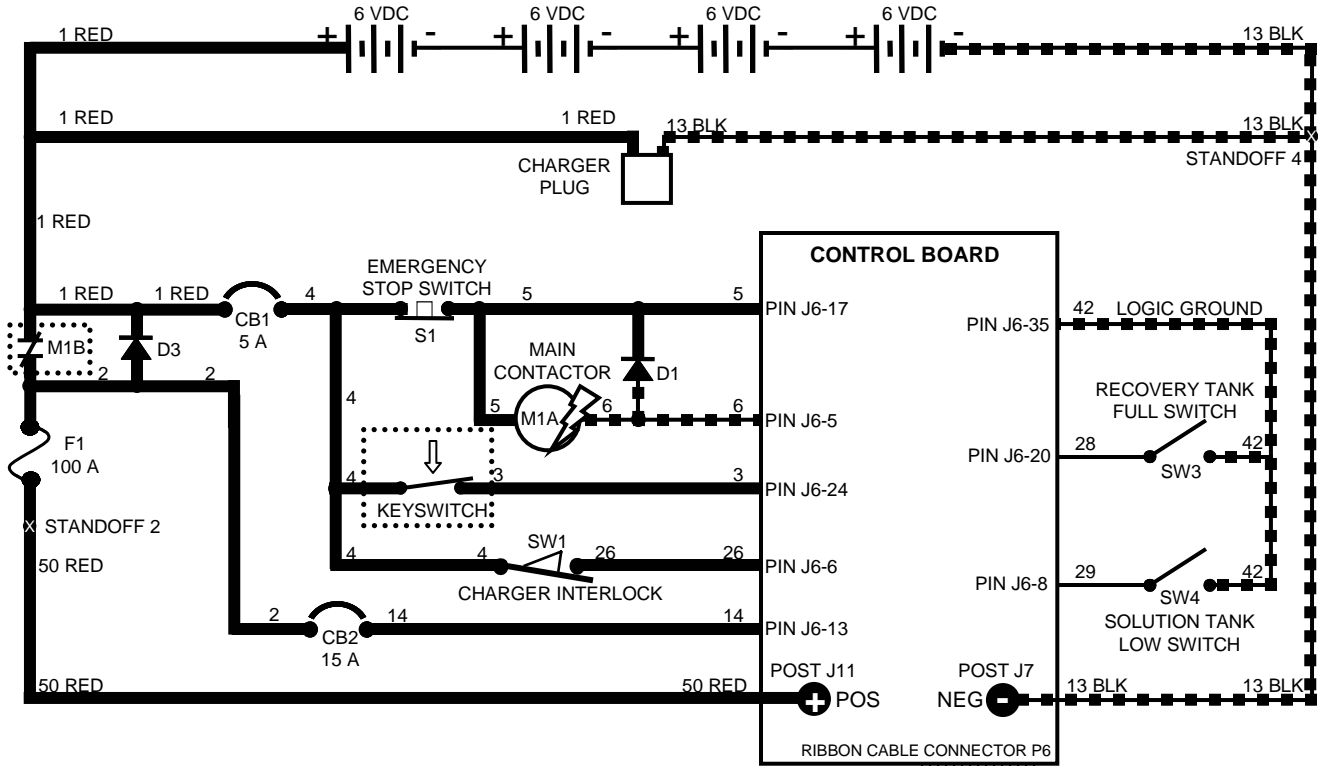 6 VDC 6 VDC 6 VDC 6 VDC
1 RED + - + - + - + - 13 BLK
1 RED 1 RED 13 BLK 13 BLK
CHARGER
PLUG
STANDOFF 4
1 RED
CONTROL BOARD
EMERGENCY
STOP SWITCH
1 RED 1 RED 4 5 5 PIN J6-17
CB1
5 A
S1
42 LOGIC GROUND
PIN J6-35
M1B D3
MAIN
CONTACTOR
D1
2 2
4
5 M1A 6 6 PIN J6-5
RECOVERY TANK
FULL SWITCH
F1
100 A
PIN J6-20 28 42
SW3
4 3 3 PIN J6-24
KEYSWITCH
STANDOFF 2
X
X
50 RED
4 4 SW1 26 26 PIN J6-6
CHARGER INTERLOCK
PIN J6-8 29 42
SW4
SOLUTION TANK
LOW SWITCH
2 14 14 PIN J6-13
CB2
15 A
POST J11 POST J7
50 RED 50 RED + POS NEG - 13 BLK 13 BLK
RIBBON CABLE CONNECTOR P6